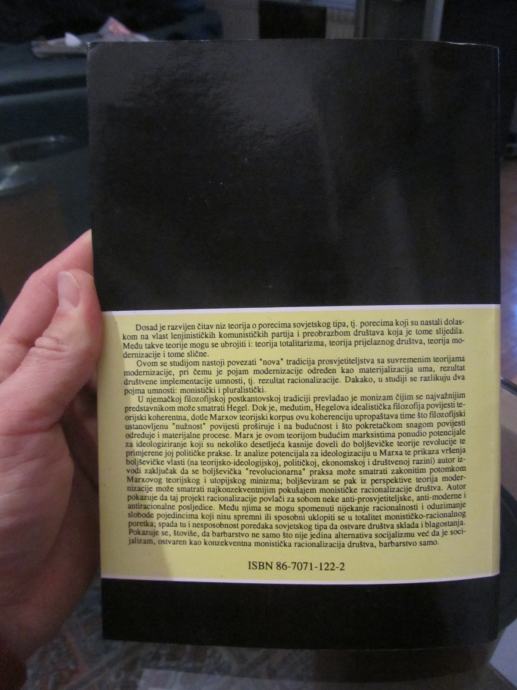 Dosad je razvijen čitav niz teorija o porecima sovjetskog tipa, tj. porecima koji su nastali dolas-
kom na vlast lenjinističkih komunističkih partija i preobrazbom društava koja je tome slijedila.
Među takve teorije mogu se ubrojiti i: teorija totalitarizma, teorija prijelaznog društva, teorija mo-
dernizacije i tome slične.
Ovom se studijom nastoji povezati "nova" tradicija prosvjetiteljstva sa suvremenim teorijama
modernizacije, pri čemu je pojam modernizacije određen kao materijalizacija uma, rezultat
društvene implementacije umnosti, tj. rezultat racionalizacije. Dakako, u studiji se razlikuju dva
pojma umnosti: monistički i pluralistički.
U njemačkoj filozofijskoj postkantovskoj tradiciji prevladao je monizam čijim se najvažnijim
predstavnikom može smatrati Hegel. Dok je, međutim, Hegelova idealistička filozofija povijesti te-
orijski koherentna, dotle Marxov teorijski korpus ovu koherenciju upropaštava time što filozofijski
ustanovljenu "nužnost" povijesti proširuje i na budućnost i što pokretačkom snagom povijesti
određuje i materijalne procese. Marx je ovom teorijom budućim marksistima ponudio potencijale
za ideologiziranje koji su nekoliko desetljeća kasnije doveli do boljševičke teorije revolucije te
primjerene joj političke prakse. Iz analize potencijala za ideologizaciju u Marxa te prikaza vršenja
boljševičke vlasti (na teorijsko-ideologijskoj, političkoj, ekonomskoj i društvenoj razini) autor iz-
vodi zaključak da se boljševička "revolucionarna" praksa može smatrati zakonitim potomkom
Marxovog teorijskog i utopijskog minizma; boljševizam se pak iz perspektive teorija moder-
nizacije može smatrati najkonzekventnijim pokušajem monističke racionalizacije društva. Autor
pokazuje da taj projekt racionalizacije povlači za sobom neke anti-prosvjetiteljske, anti-moderne i
antiracionalne posljedice. Među njima se mogu spomenuti nijekanje racionalnosti i oduzimanje
slobode pojedincima koji nisu spremni ili sposobni uklopiti se u totalitet monističko-racionalnog
poretka; spada tu i nesposobnost poredaka sovjetskog tipa da ostvare društva sklada i blagostanja.
Pokazuje se, štoviše, da barbarstvo ne samo što nije jedina alternativa socijalizmu već da je soci-
jalizam, ostvaren kao konzekventna monistička racionalizacija društva, barbarstvo samo.
ISBN 86-7071-122-2